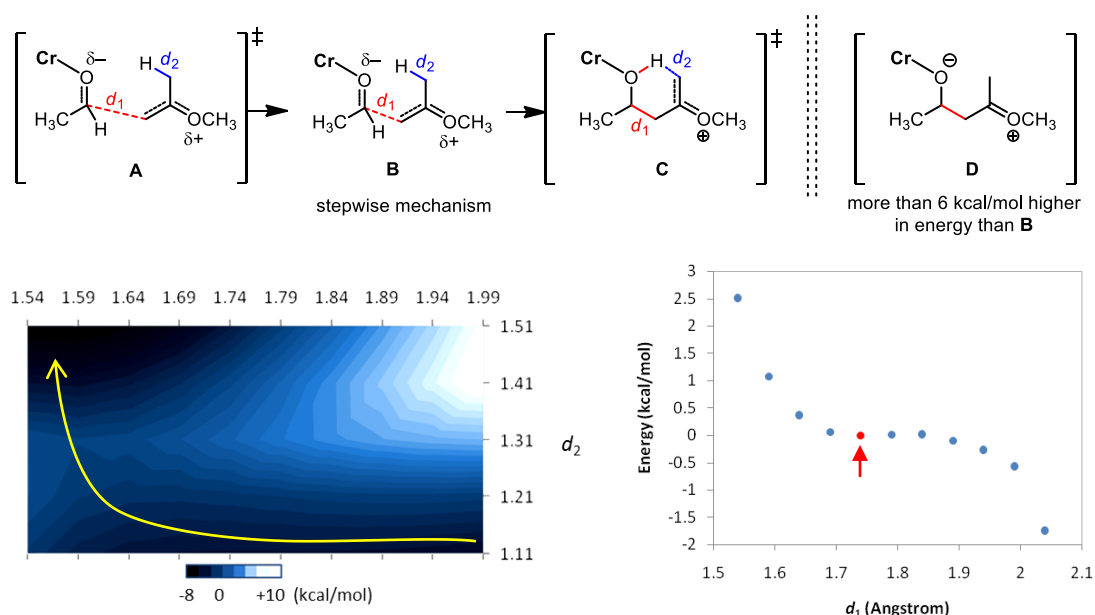 ‡ ‡
Cr δ– H d2 Cr δ– H d2 Cr H d2 Cr ⊖
O O O O
d1 d1
H3C H OCH3 H3C H OCH3 H3C d1 OCH3 H3C OCH3
δ+ δ+ ⊕ ⊕
A B C D
stepwise mechanism
more than 6 kcal/mol higher
in energy than B
1.54 1.59 1.64 1.69 1.74 1.79 1.84 1.89 1.94 1.99
1.51
1.41
1.31
1.21
1.11
d2
-8 0 +10 (kcal/mol)
Energy (kcal/mol)
3
2.5
2
1.5
1
0.5
0
-0.5
-1
-1.5
-2
1.5 1.6 1.7 1.8 1.9 2 2.1
d1 (Angstrom)